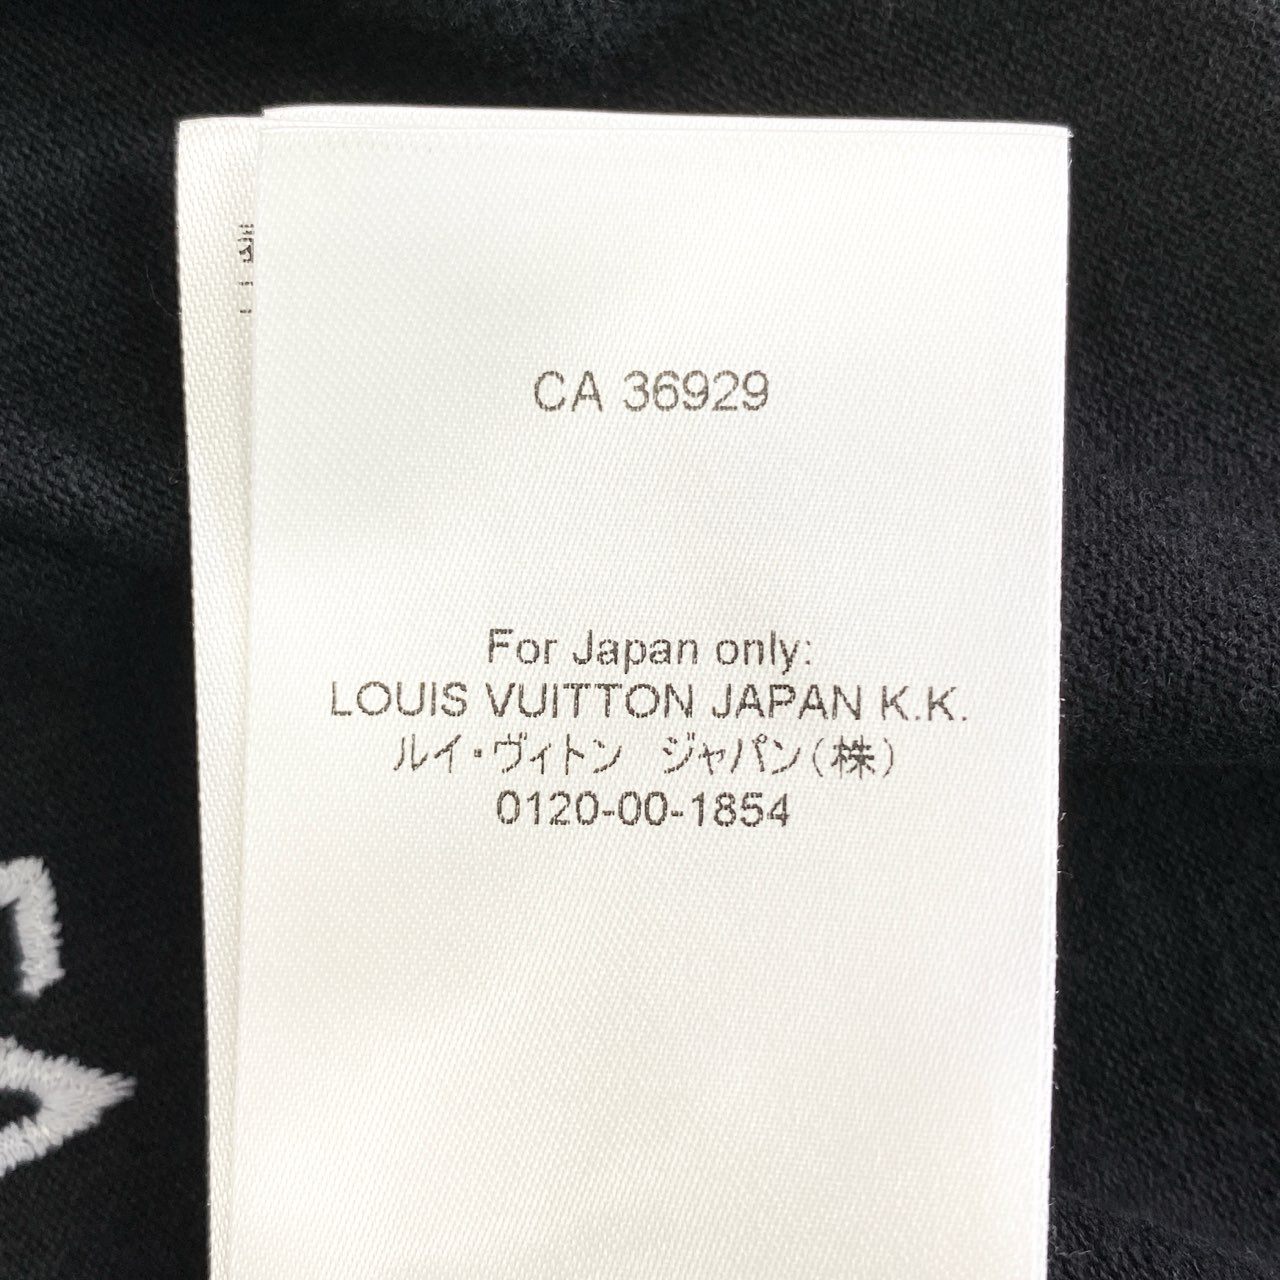 CA 36929
For Japan only:
LOUIS VUITTON JAPAN K.K.
ルイ・ヴィトン　ジャパン(株)
0120-00-1854